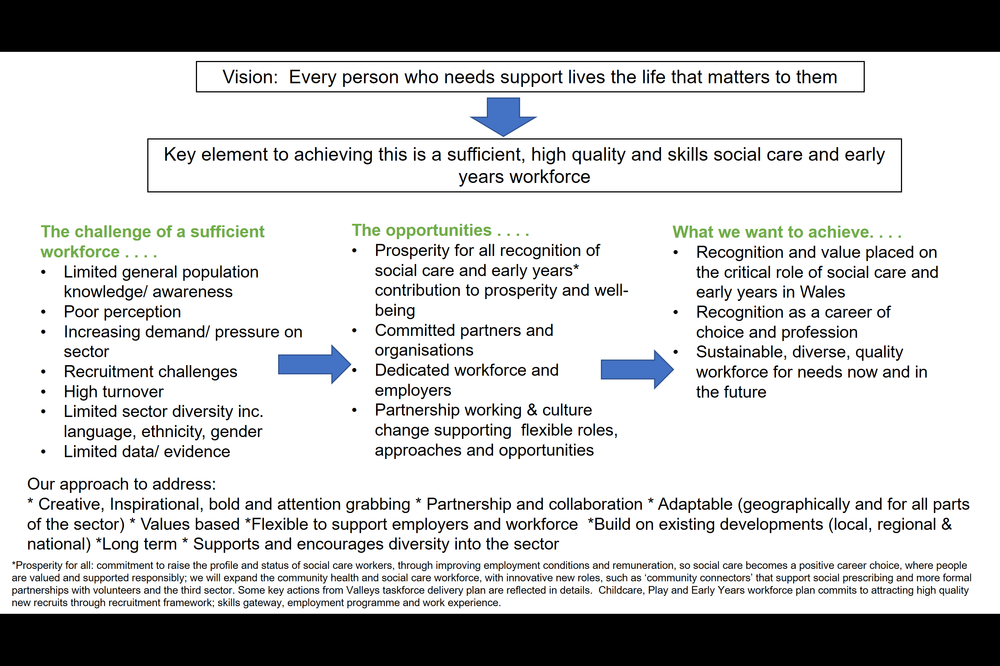 Vision:  Every person who needs support lives the life that matters to them
Key element to achieving this is a sufficient, high quality and skills social care and early
years workforce
The challenge of a sufficient
workforce . . . .
• Limited general population
knowledge/ awareness
• Poor perception
• Increasing demand/ pressure on
sector
• Recruitment challenges
• High turnover
• Limited sector diversity inc.
language, ethnicity, gender
• Limited data/ evidence
The opportunities . . . .
• Prosperity for all recognition of
social care and early years*
contribution to prosperity and well-
being
• Committed partners and
organisations
• Dedicated workforce and
employers
• Partnership working & culture
change supporting  flexible roles,
approaches and opportunities
What we want to achieve. . . .
• Recognition and value placed on
the critical role of social care and
early years in Wales
• Recognition as a career of
choice and profession
• Sustainable, diverse, quality
workforce for needs now and in
the future
Our approach to address:
* Creative, Inspirational, bold and attention grabbing * Partnership and collaboration * Adaptable (geographically and for all parts
of the sector) * Values based *Flexible to support employers and workforce  *Build on existing developments (local, regional &
national) *Long term * Supports and encourages diversity into the sector
*Prosperity for all: commitment to raise the profile and status of social care workers, through improving employment conditions and remuneration, so social care becomes a positive career choice, where people
are valued and supported responsibly; we will expand the community health and social care workforce, with innovative new roles, such as ‘community connectors’ that support social prescribing and more formal
partnerships with volunteers and the third sector. Some key actions from Valleys taskforce delivery plan are reflected in details.  Childcare, Play and Early Years workforce plan commits to attracting high quality
new recruits through recruitment framework; skills gateway, employment programme and work experience.